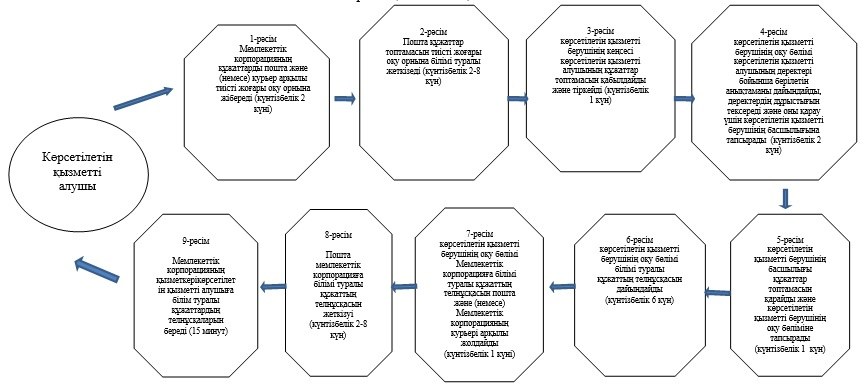 Көрсетілетін
қызметті
алушы
1-рәсім
Мемлекеттік
корпорацияның
құжаттарды пошта және
(немесе) курьер арқылы
тиісті жоғары оқу орнына
жібереді (күнтізбелік 2
күні)
2-рәсім
Пошта құжаттар
топтамасын тиісті жоғары
оқу орнына білімі туралы
жеткізеді (күнтізбелік 2-8
күн)
3-рәсім
көрсетілетін қызметті
берушінің кеңсесі
көрсетілетін қызметті
алушының құжаттар
топтамасын қабылдайды
және тіркейді (күнтізбелік
1 күн)
4-рәсім
көрсетілетін қызметті
берушінің оқу бөлімі
көрсетілетін қызметті
алушының деректері
бойынша берілетін
анықтаманы дайындайды,
деректердің дұрыстығын
тексереді және оны қарау
үшін көрсетілетін қызметті
берушінің басшылығына
тапсырады (күнтізбелік 2
күн)
5-рәсім
көрсетілетін
қызметті берушінің
басшылығы
құжаттар
топтамасын
қарайды және
көрсетілетін
қызметті берушінің
оқу бөліміне
тапсырады
(күнтізбелік 1 күн)
6-рәсім
көрсетілетін қызметті
берушінің оқу бөлімі
білімі туралы
құжаттың телнұсқасын
дайындайды
(күнтізбелік 6 күн)
7-рәсім
көрсетілетін қызметті
берушінің оқу бөлімі
Мемлекеттік
корпорацияға білімі
туралы құжаттың
телнұсқасын пошта
және (немесе)
Мемлекеттік
корпорацияның
курьері арқылы
жолдайды
(күнтізбелік 1 күні)
8-рәсім
Пошта
мемлекеттік
корпорацияға
білімі туралы
құжаттың
телнұсқасын
жеткізуі
(күнтізбелік 2-8
күн)
9-рәсім
Мемлекеттік
корпорацияның
қызметкерікөрсетілет
ін қызметті алушыға
білім туралы
құжаттардың
телнұсқаларын
береді (15 минут)